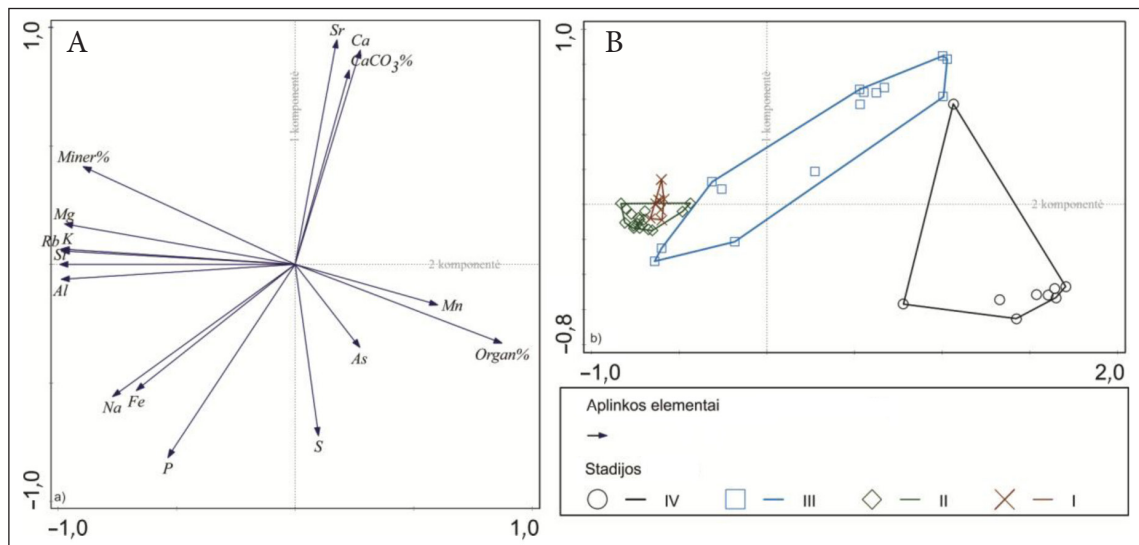 A
1,0
Sr
Ca
CaCO3%
1 komponentė
Miner%
Mg
Rb K
Si
Al
2 komponentė
Mn
Organ%
As
Na
Fe
P
S
a)
−1,0
−1,0
1,0
B
1,0
1 komponentė
2 komponentė
b)
−0,8
−1,0
2,0
Aplinkos elementai
Stadijos
IV
III
II
I